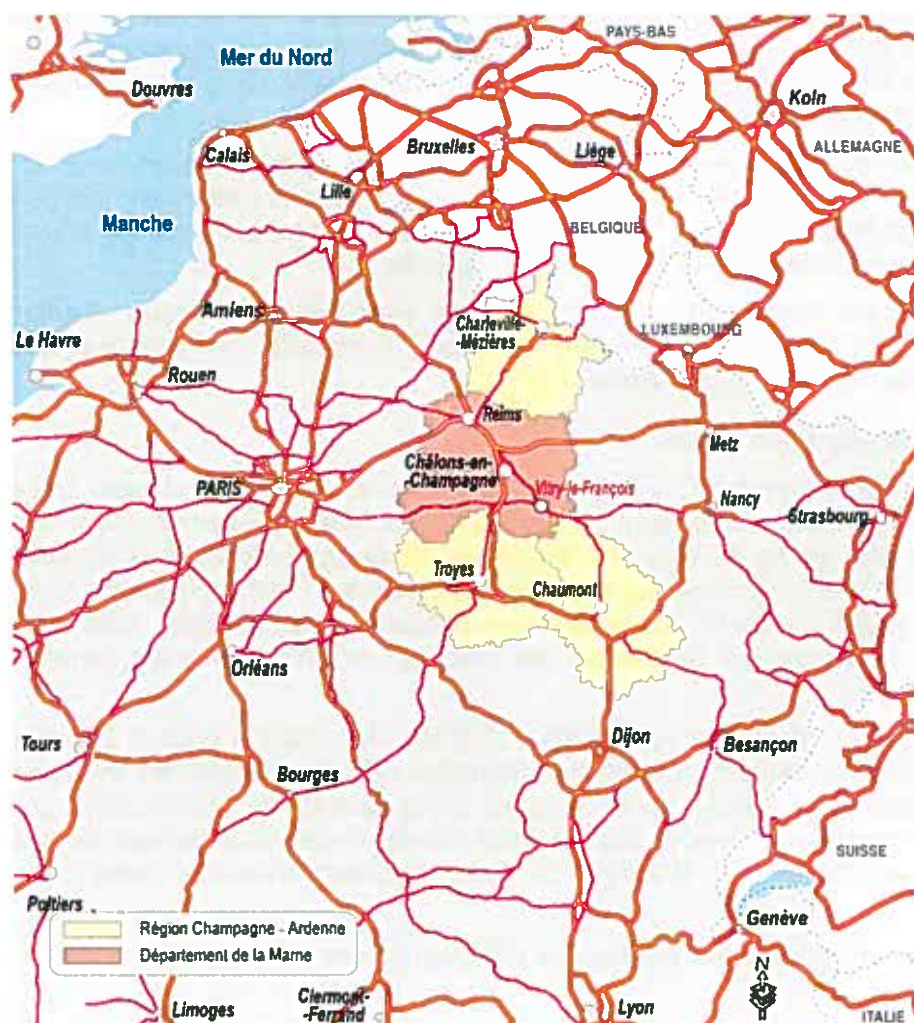 PAYS-BAS
Mer du Nord
Douvres
Koln
Calais
Bruxelles
Liége
ALLEMAGNE
Lille
Manche
BELGIQUE
Amiens
Charleville-
-Mézières
LUXEMBOURG
Le Havre
Rouen
Reims
Metz
Châlons-en-
-Champagne
PARIS
Vitry-le-François
Nancy
Strasbourg
Troyes
Chaumont
Orléans
Tours
Dijon
Besançon
Bourges
SUISSE
Poitiers
Région Champagne - Ardenne
Département de la Marne
Genève
N
Limoges
Clermont-
-Ferrand
Lyon
ITALIE